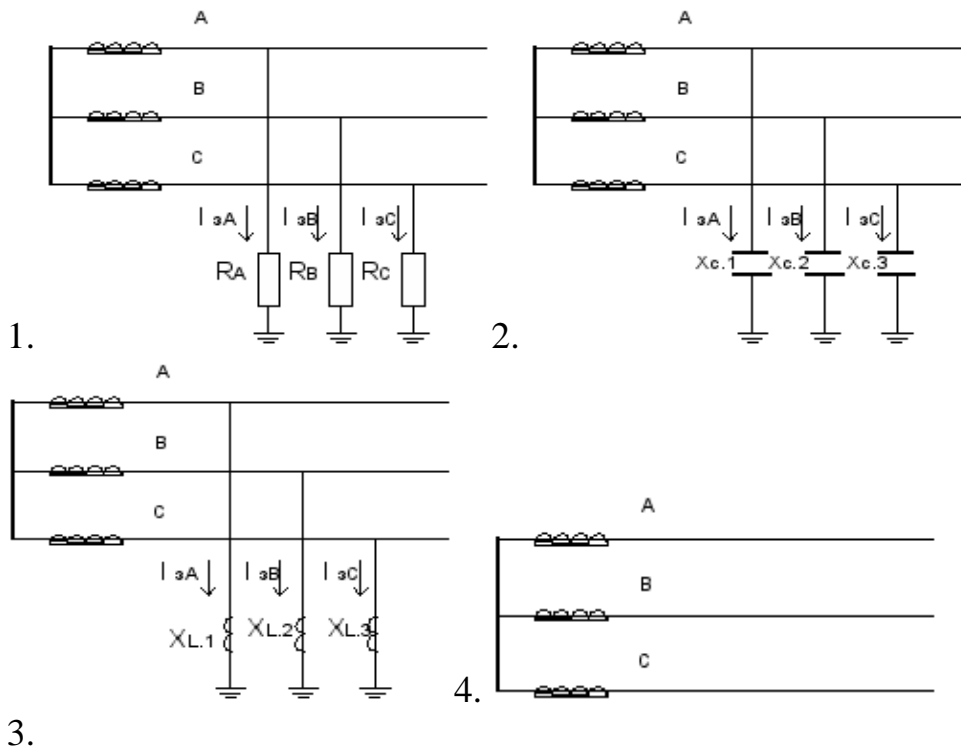 A
B
C
I зA I зB I зC
RA RB RC
1.
A
B
C
I зA I зB I зC
Xc.1 Xc.2 Xc.3
2.
A
B
C
I зA I зB I зC
XL.1 XL.2 XL.3
3.
A
B
C
4.